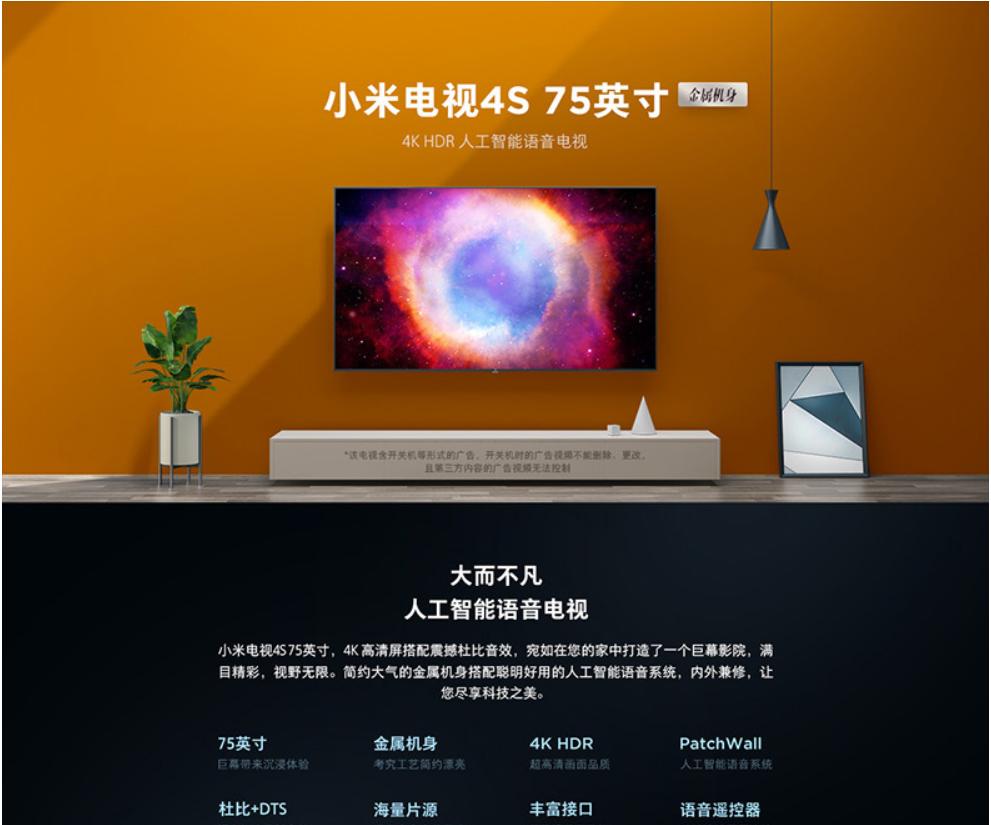 小米电视4S 75英寸 金属机身
4K HDR 人工智能语音电视
*该电视含开关机等形式的广告，开关机时的广告视频不能删除、更改，
且第三方内容的广告视频无法控制
大而不凡
人工智能语音电视
小米电视4S75英寸，4K高清屏搭配震撼杜比音效，宛如在您的家中打造了一个巨幕影院，满
目精彩，视野无限。简约大气的金属机身搭配聪明好用的人工智能语音系统，内外兼修，让
您尽享科技之美。
75英寸 金属机身 4K HDR PatchWall
巨幕带来沉浸体验 考究工艺简约漂亮 超高清画面品质 人工智能语音系统
杜比+DTS 海量片源 丰富接口 语音遥控器